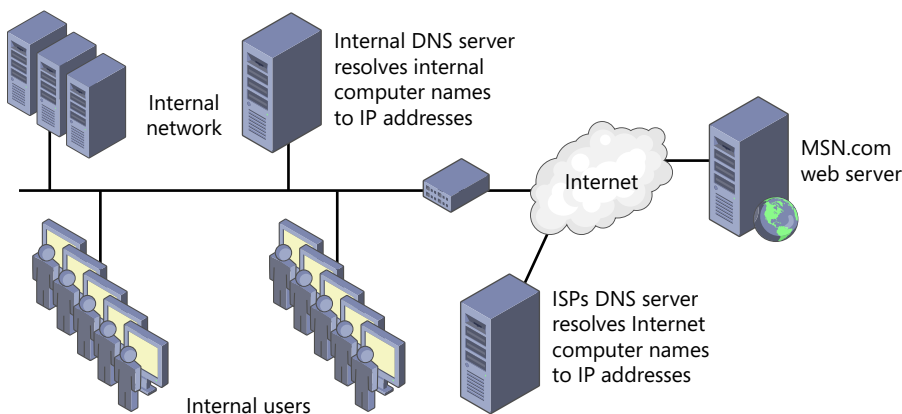 Internal DNS server
resolves internal
computer names
to IP addresses
Internal
network
Internet
MSN.com
web server
ISPs DNS server
resolves Internet
computer names
to IP addresses
Internal users